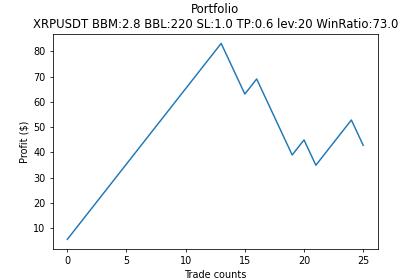 Portfolio
XRPUSDT BBM:2.8 BBL:220 SL:1.0 TP:0.6 lev:20 WinRatio:73.0
80
70
60
50
40
30
20
10
Profit ($)
0 5 10 15 20 25
Trade counts